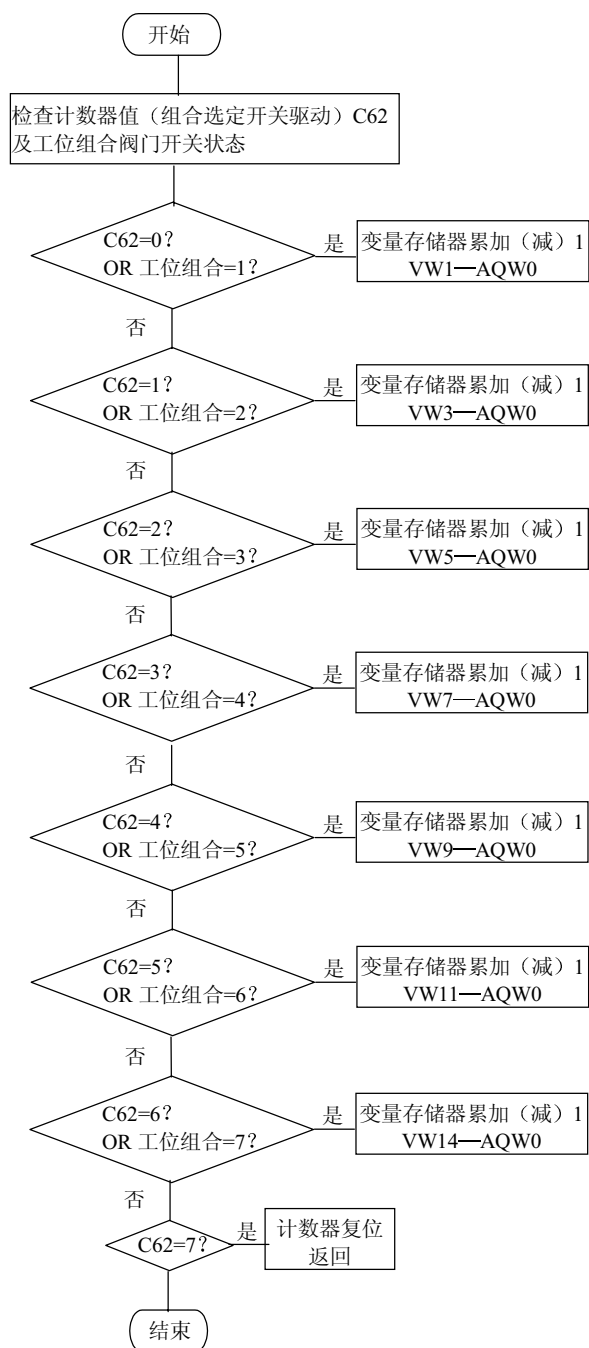 开始
检查计数器值（组合选定开关驱动）C62
及工位组合阀门开关状态
C62=0?
OR 工位组合=1?
是
变量存储器累加（减）1
VW1—AQW0
否
C62=1?
OR 工位组合=2?
是
变量存储器累加（减）1
VW3—AQW0
否
C62=2?
OR 工位组合=3?
是
变量存储器累加（减）1
VW5—AQW0
否
C62=3?
OR 工位组合=4?
是
变量存储器累加（减）1
VW7—AQW0
否
C62=4?
OR 工位组合=5?
是
变量存储器累加（减）1
VW9—AQW0
否
C62=5?
OR 工位组合=6?
是
变量存储器累加（减）1
VW11—AQW0
否
C62=6?
OR 工位组合=7?
是
变量存储器累加（减）1
VW14—AQW0
否
C62=7?
是
计数器复位
返回
结束